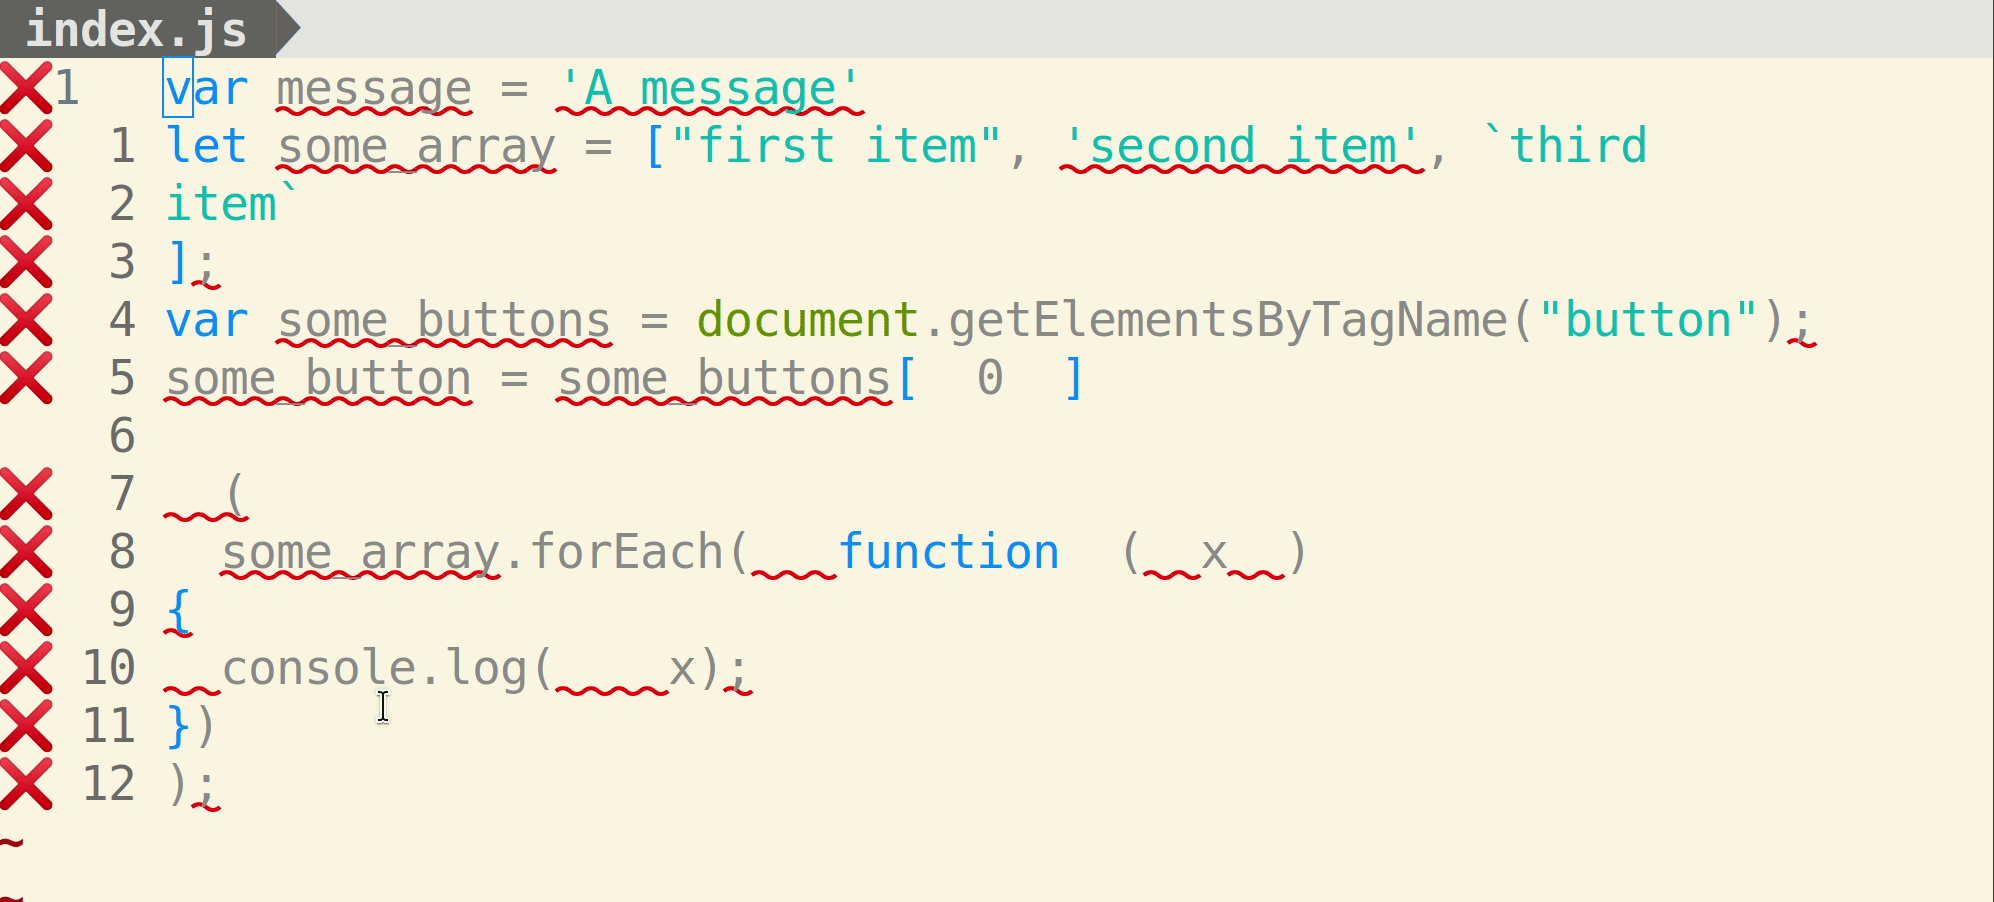 index.js
1 var message = 'A message'
1 let some_array = ["first item", 'second item', `third
2 item`
3 ];
4 var some_buttons = document.getElementsByTagName("button");
5 some_button = some_buttons[  0  ]
6
7   (
8   some_array.forEach(   function  (  x  )
9 {
10   console.log(    x);
11 })
12 );
~
~